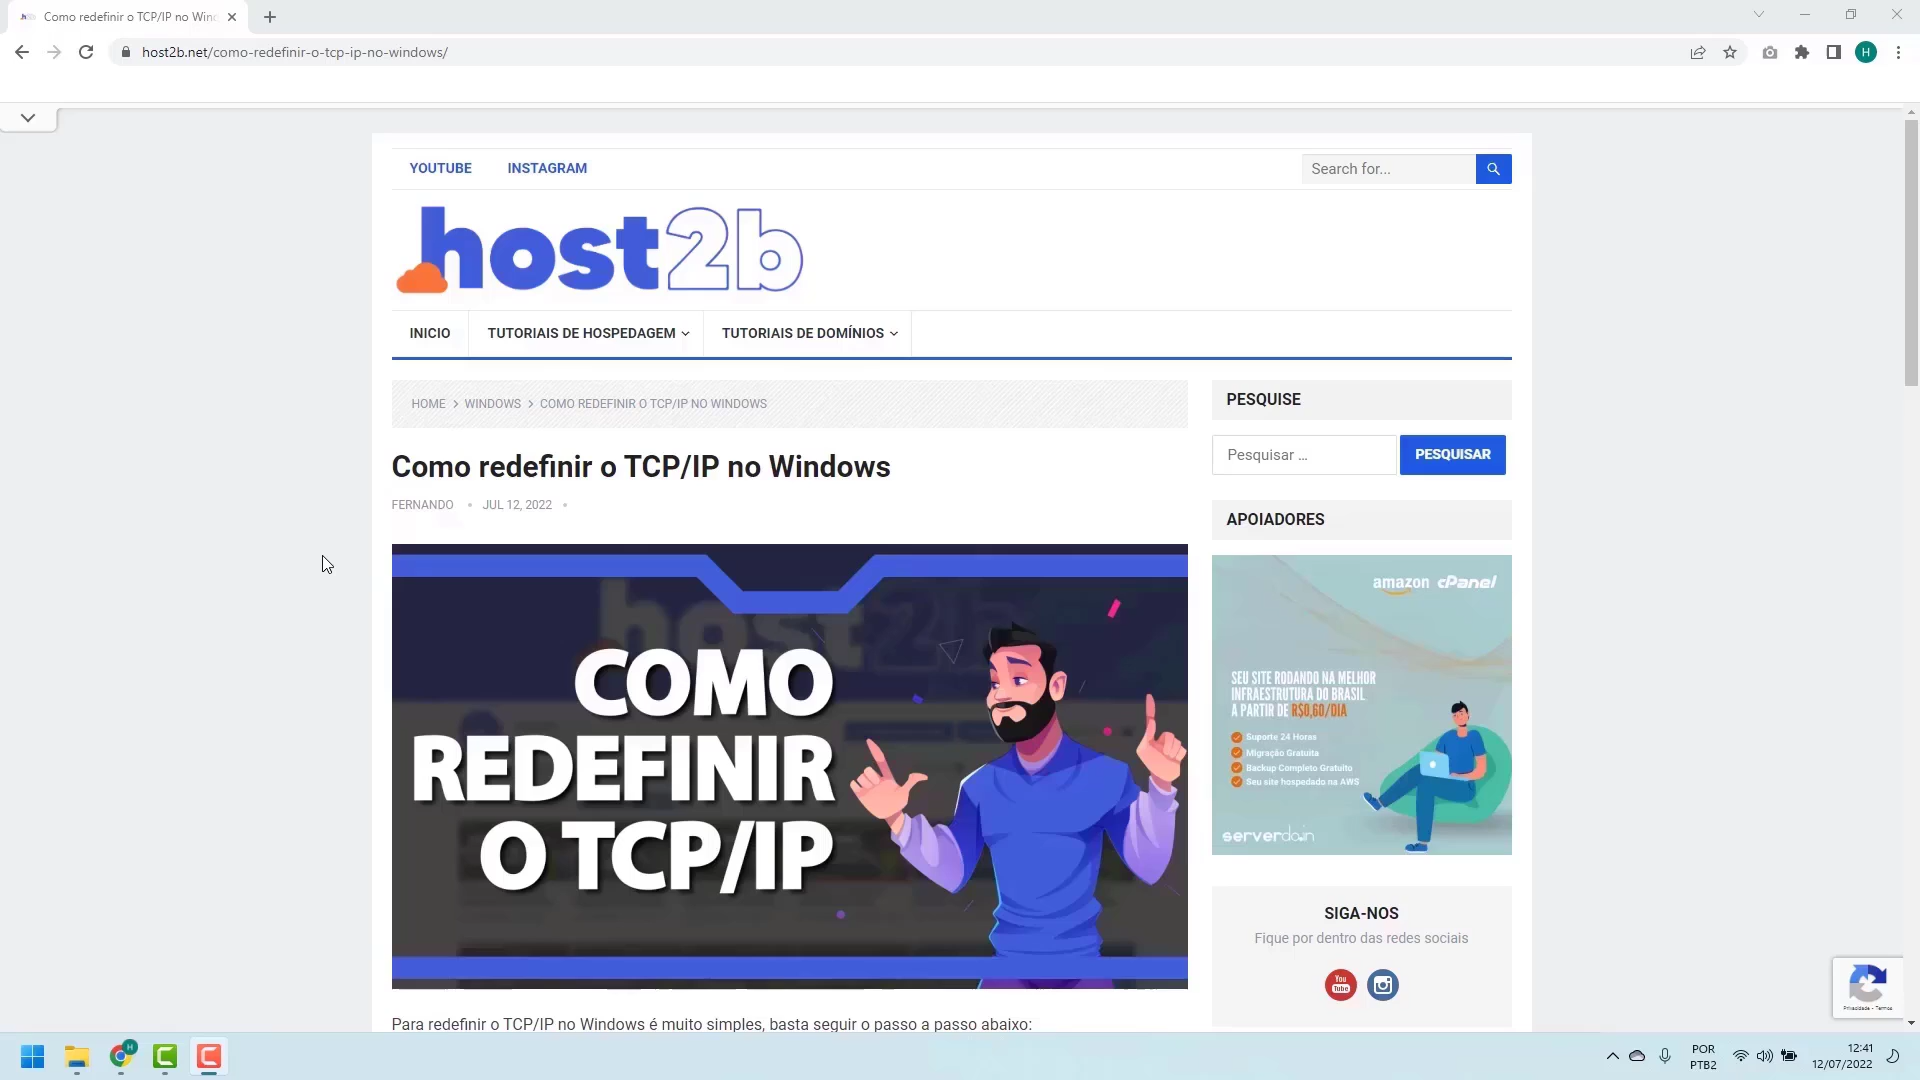 Como redefinir o TCP/IP no Wind
host2b.net/como-redefinir-o-tcp-ip-no-windows/
H
YOUTUBE INSTAGRAM
Search for...
host2b
INICIO TUTORIAIS DE HOSPEDAGEM TUTORIAIS DE DOMÍNIOS
HOME > WINDOWS > COMO REDEFINIR O TCP/IP NO WINDOWS
Como redefinir o TCP/IP no Windows
FERNANDO • JUL 12, 2022 •
COMO
REDEFINIR
O TCP/IP
Para redefinir o TCP/IP no Windows é muito simples, basta seguir o passo a passo abaixo:
PESQUISE
Pesquisar ...
PESQUISAR
APOIADORES
amazon cPanel
SEU SITE RODANDO NA MELHOR
INFRAESTRUTURA DO BRASIL
A PARTIR DE R$0,60/DIA
Suporte 24 Horas
Migração Gratuita
Backup Completo Gratuito
Seu site hospedado na AWS
serverdo.in
SIGA-NOS
Fique por dentro das redes sociais
You
Tube
Privacidade - Termos
H
POR
PTB2
12:41
12/07/2022